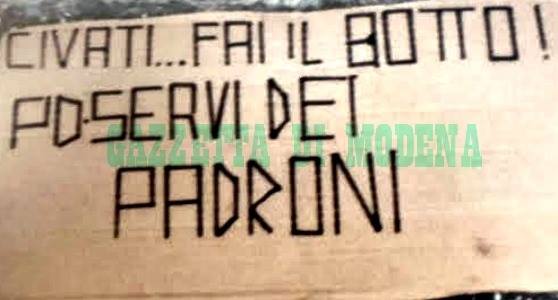 CIVATI...FAI IL BOTTO!
PD-SERVI DEI
GAZZETTA DI MODENA
PADRONI